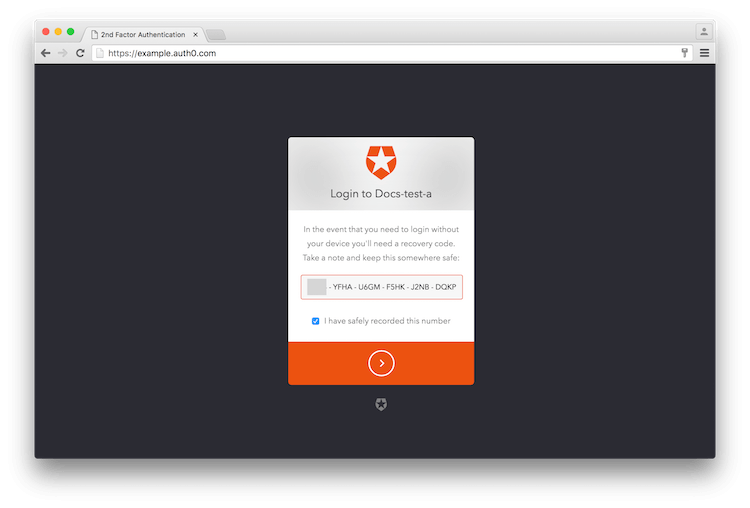 2nd Factor Authentication
https://example.auth0.com
Login to Docs-test-a
In the event that you need to login without
your device you'll need a recovery code.
Take a note and keep this somewhere safe:
- YFHA - U6GM - F5HK - J2NB - DQKP
I have safely recorded this number